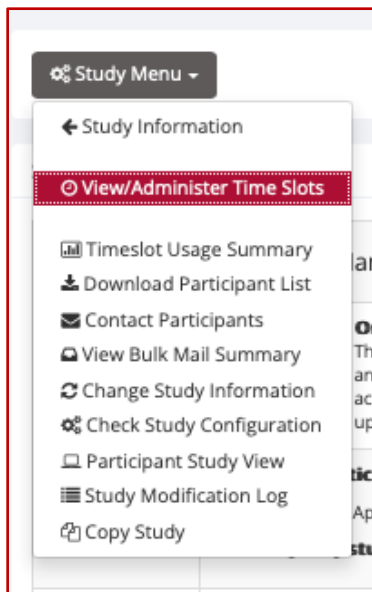 Study Menu
Study Information
View/Administer Time Slots
Timeslot Usage Summary
Download Participant List
Contact Participants
View Bulk Mail Summary
Change Study Information
Check Study Configuration
Participant Study View
Study Modification Log
Copy Study